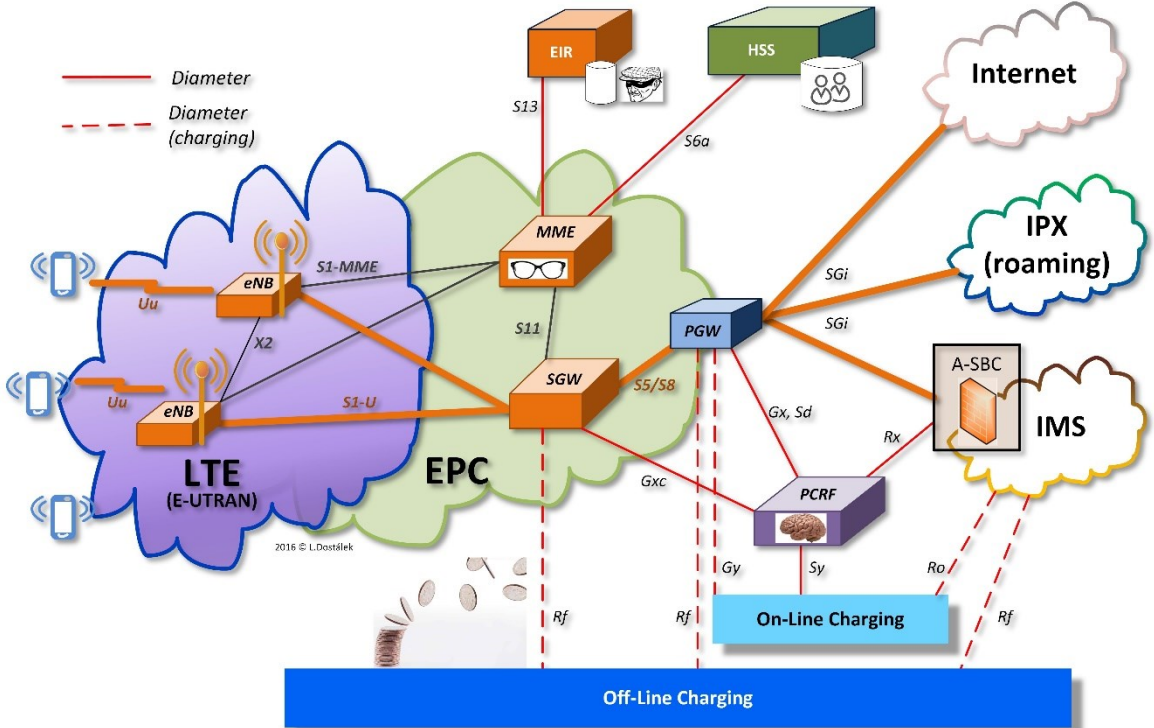 EIR
HSS
Internet
Diameter
Diameter
(charging)
S13
S6a
MME
IPX
(roaming)
eNB
S1-MME
SGi
Uu
SGi
S11
PGW
X2
SGW
A-SBC
S5/S8
Uu
eNB
S1-U
IMS
Gx, Sd
Rx
LTE
(E-UTRAN)
EPC
Gxc
PCRF
2016 © L.Dostálek
Gy
Sy
Ro
Rf
Rf
Rf
On-Line Charging
Off-Line Charging